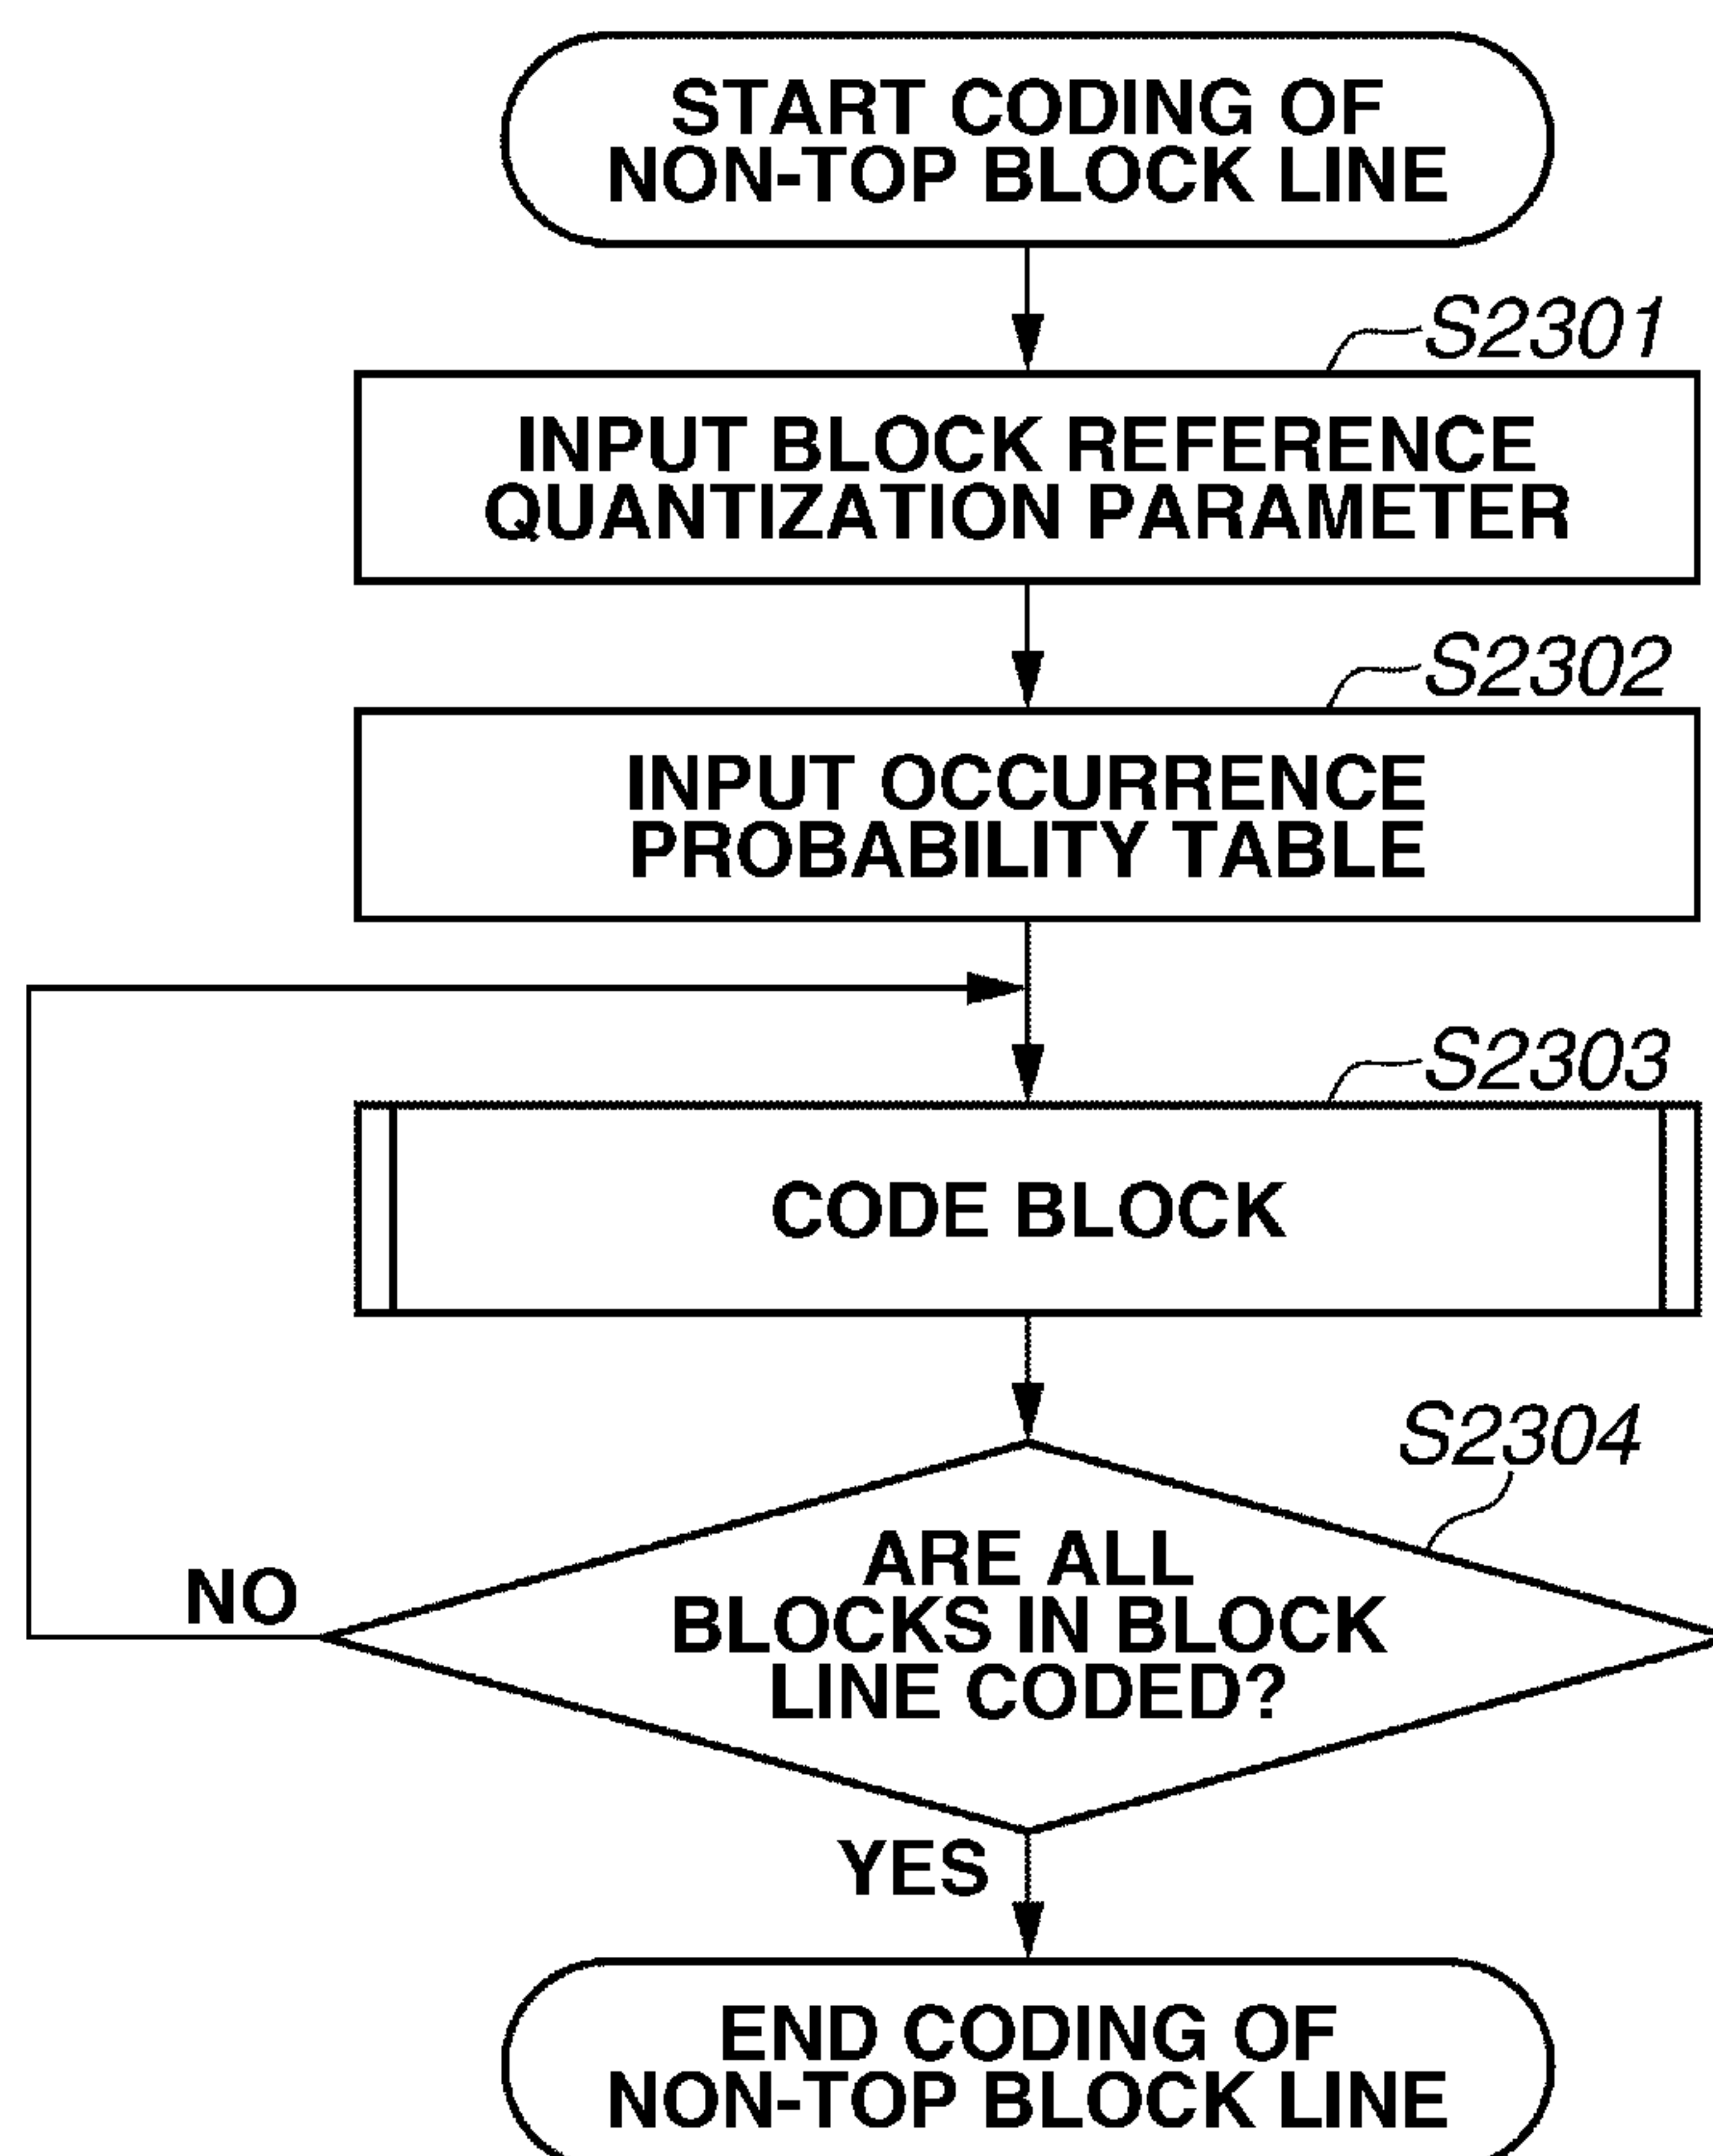 START CODING OF
NON-TOP BLOCK LINE
S2301
INPUT BLOCK REFERENCE
QUANTIZATION PARAMETER
S2302
INPUT OCCURRENCE
PROBABILITY TABLE
S2303
CODE BLOCK
S2304
ARE ALL
BLOCKS IN BLOCK
LINE CODED?
NO
YES
END CODING OF
NON-TOP BLOCK LINE